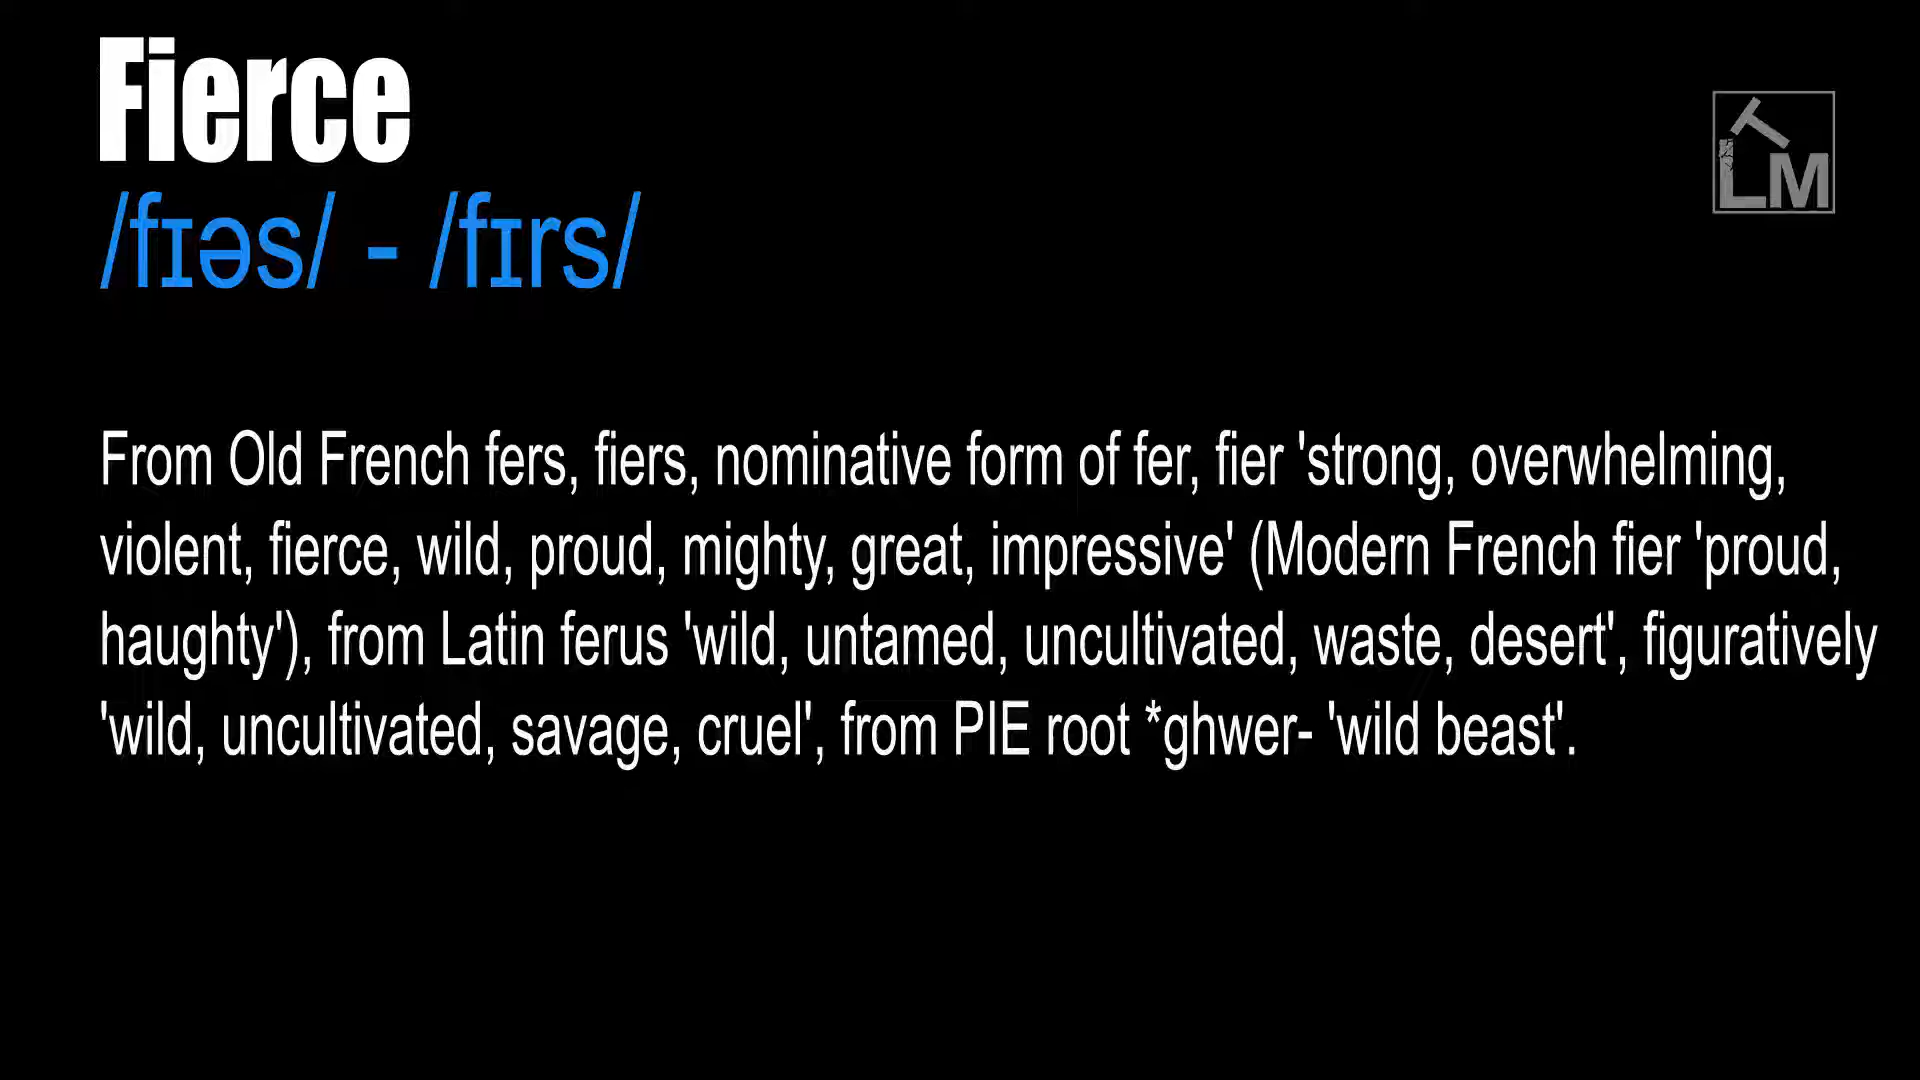 Fierce
/fɪəs/ - /fɪrs/
LTM
From Old French fers, fiers, nominative form of fer, fier 'strong, overwhelming,
violent, fierce, wild, proud, mighty, great, impressive' (Modern French fier 'proud,
haughty'), from Latin ferus 'wild, untamed, uncultivated, waste, desert', figuratively
'wild, uncultivated, savage, cruel', from PIE root *ghwer- 'wild beast'.